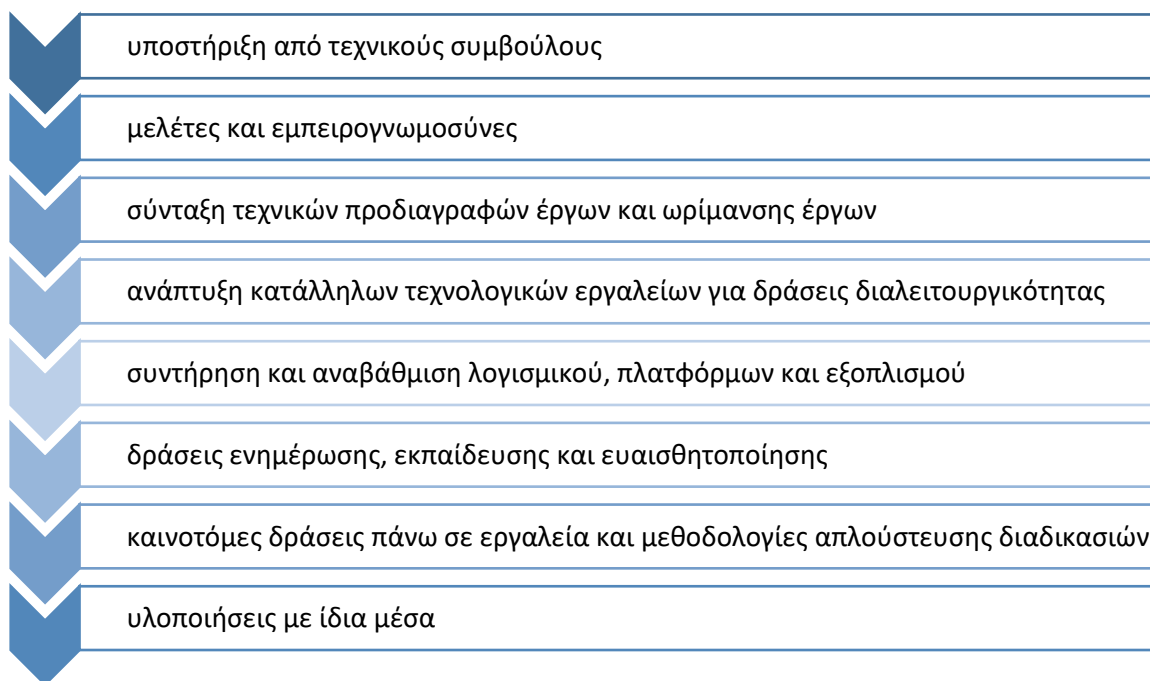 υποστήριξη από τεχνικούς συμβούλους
μελέτες και εμπειρογνωμοσύνες
σύνταξη τεχνικών προδιαγραφών έργων και ωρίμανσης έργων
ανάπτυξη κατάλληλων τεχνολογικών εργαλείων για δράσεις διαλειτουργικότητας
συντήρηση και αναβάθμιση λογισμικού, πλατφόρμων και εξοπλισμού
δράσεις ενημέρωσης, εκπαίδευσης και ευαισθητοποίησης
καινοτόμες δράσεις πάνω σε εργαλεία και μεθοδολογίες απλούστευσης διαδικασιών
υλοποιήσεις με ίδια μέσα